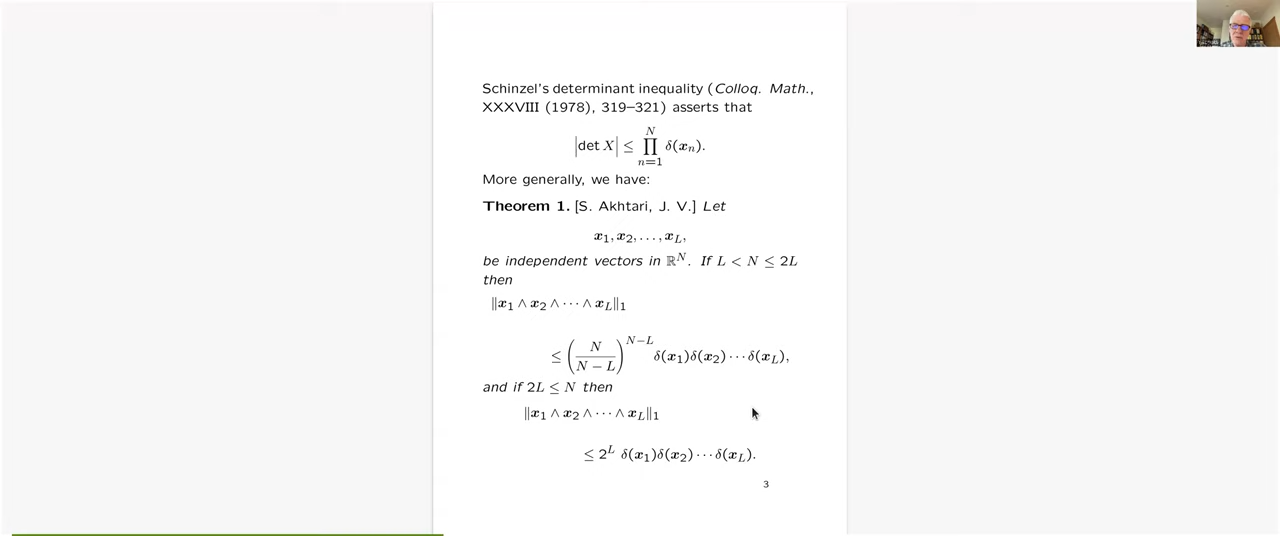 Schinzel's determinant inequality (Colloq. Math.,
XXXVIII (1978), 319–321) asserts that
|det X| ≤ ∏_{n=1}^{N} δ(x_n).
More generally, we have:
Theorem 1. [S. Akhtari, J. V.] Let
x_1, x_2, . . . , x_L,
be independent vectors in ℝ^N. If L < N ≤ 2L
then
‖x_1 ∧ x_2 ∧ · · · ∧ x_L‖_1
≤ (N / (N − L))^{N−L} δ(x_1)δ(x_2) · · · δ(x_L),
and if 2L ≤ N then
‖x_1 ∧ x_2 ∧ · · · ∧ x_L‖_1
≤ 2^L δ(x_1)δ(x_2) · · · δ(x_L).
3